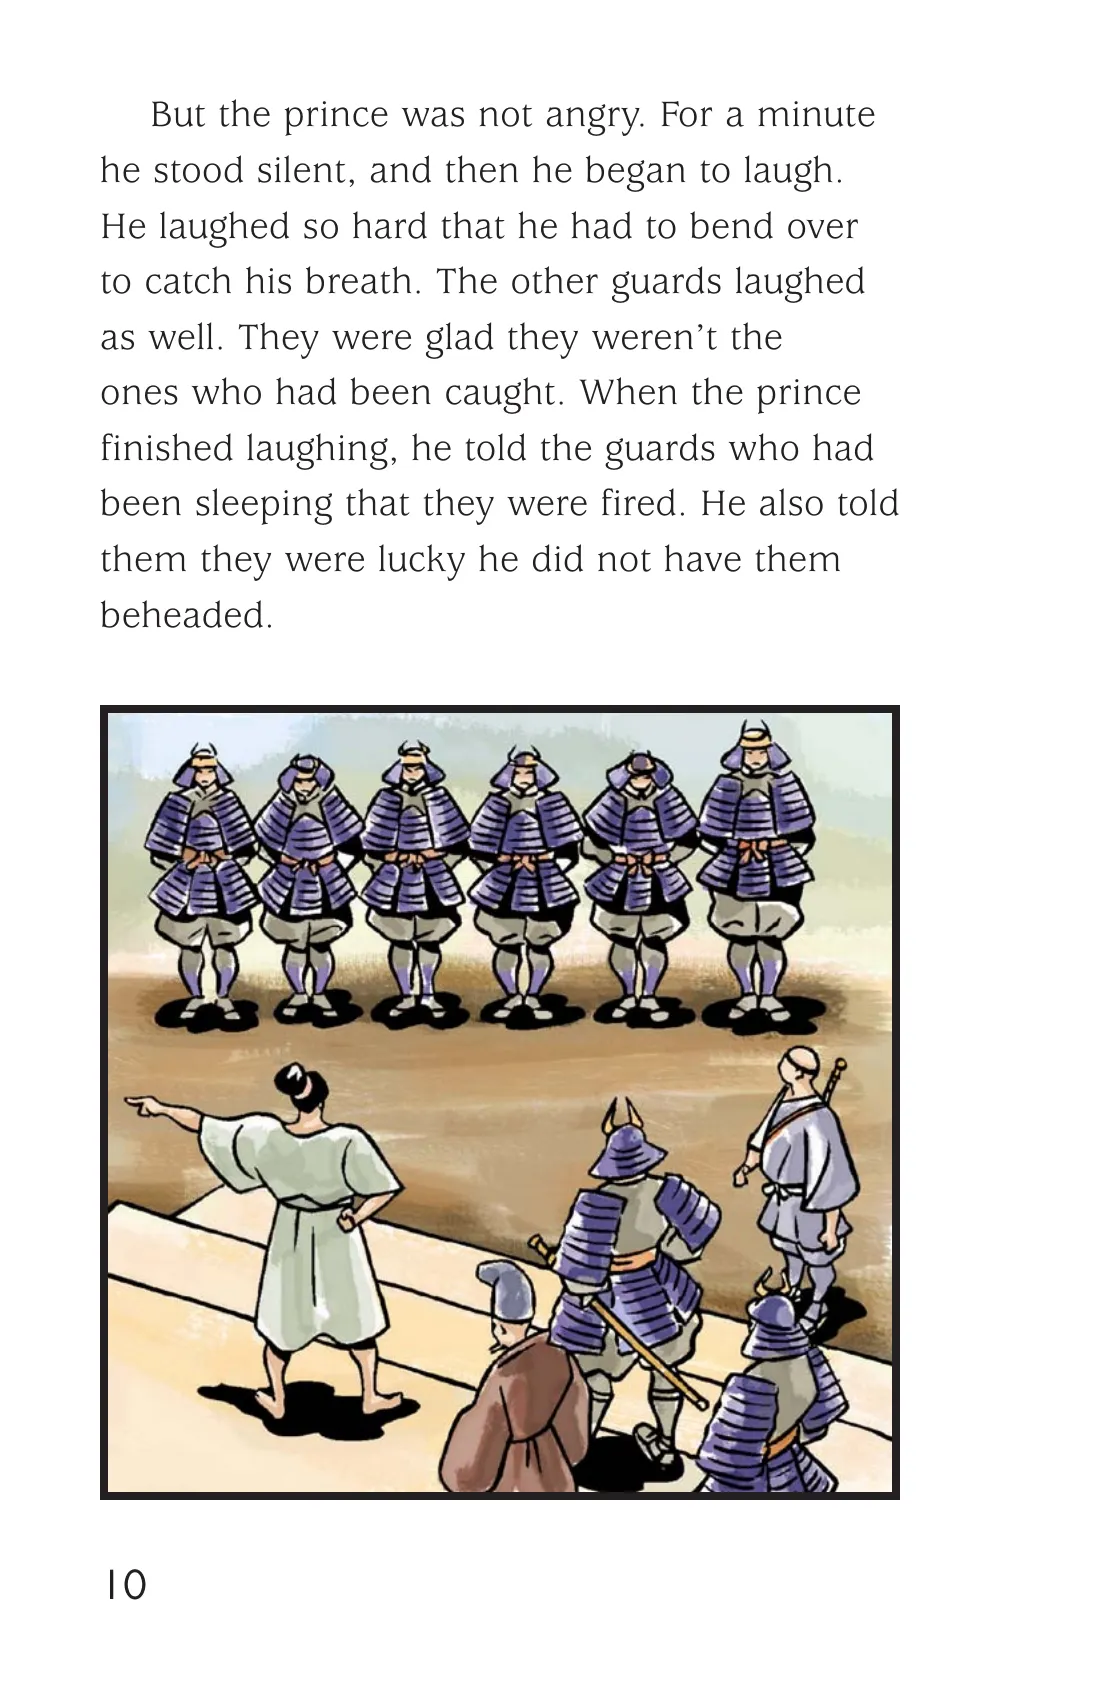 But the prince was not angry. For a minute
he stood silent, and then he began to laugh.
He laughed so hard that he had to bend over
to catch his breath. The other guards laughed
as well. They were glad they weren’t the
ones who had been caught. When the prince
finished laughing, he told the guards who had
been sleeping that they were fired. He also told
them they were lucky he did not have them
beheaded.
10